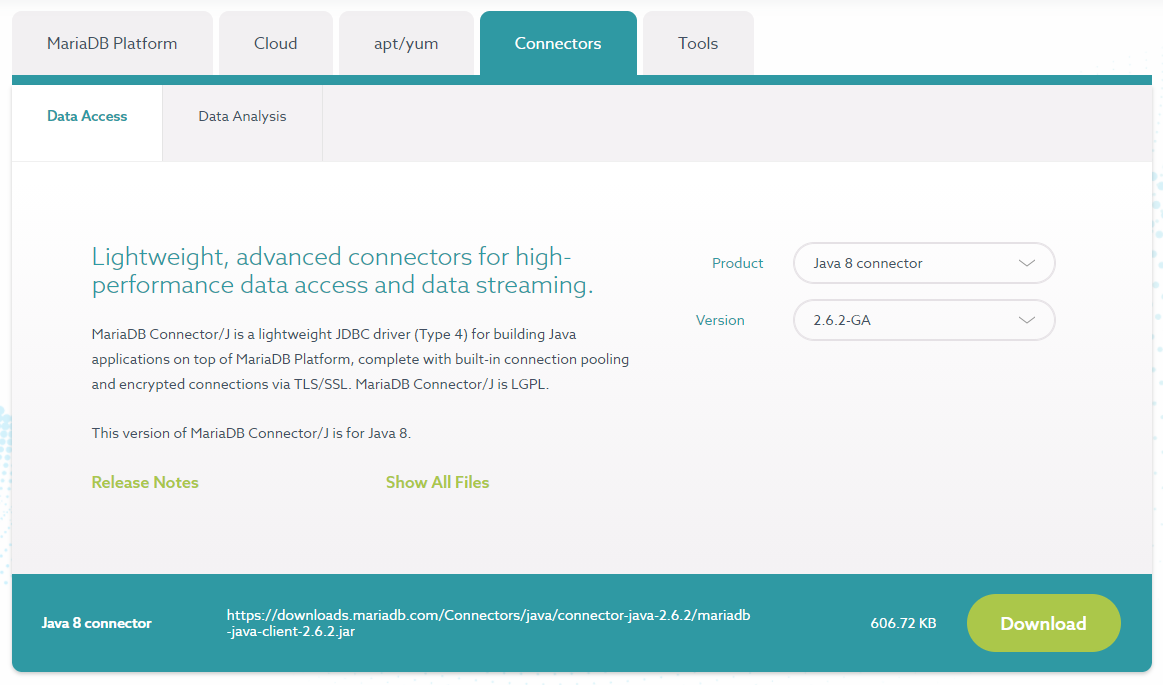 MariaDB Platform
Cloud
apt/yum
Connectors
Tools
Data Access
Data Analysis
Lightweight, advanced connectors for high-
performance data access and data streaming.
MariaDB Connector/J is a lightweight JDBC driver (Type 4) for building Java
applications on top of MariaDB Platform, complete with built-in connection pooling
and encrypted connections via TLS/SSL. MariaDB Connector/J is LGPL.
This version of MariaDB Connector/J is for Java 8.
Release Notes
Show All Files
Product
Java 8 connector
Version
2.6.2-GA
Java 8 connector
https://downloads.mariadb.com/Connectors/java/connector-java-2.6.2/mariadb
-java-client-2.6.2.jar
606.72 KB
Download